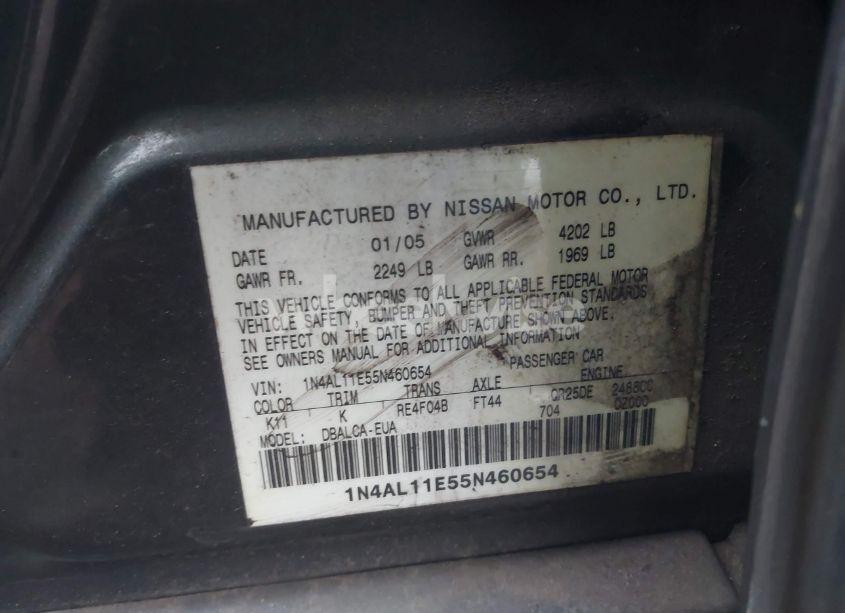 MANUFACTURED BY NISSAN MOTOR CO., LTD.
DATE 01/05 GVWR 4202 LB
GAWR FR. 2249 LB GAWR RR. 1969 LB
THIS VEHICLE CONFORMS TO ALL APPLICABLE FEDERAL MOTOR
VEHICLE SAFETY, BUMPER AND THEFT PREVENTION STANDARDS
IN EFFECT ON THE DATE OF MANUFACTURE SHOWN ABOVE.
SEE OWNERS MANUAL FOR ADDITIONAL INFORMATION
VIN: 1N4AL11E55N460654 PASSENGER CAR
COLOR TRIM TRANS AXLE ENGINE
K11 K RE4F04B FT44 QR25DE 2488CC
MODEL: DBALCA-EUA 704 0Z000
1N4AL11E55N460654